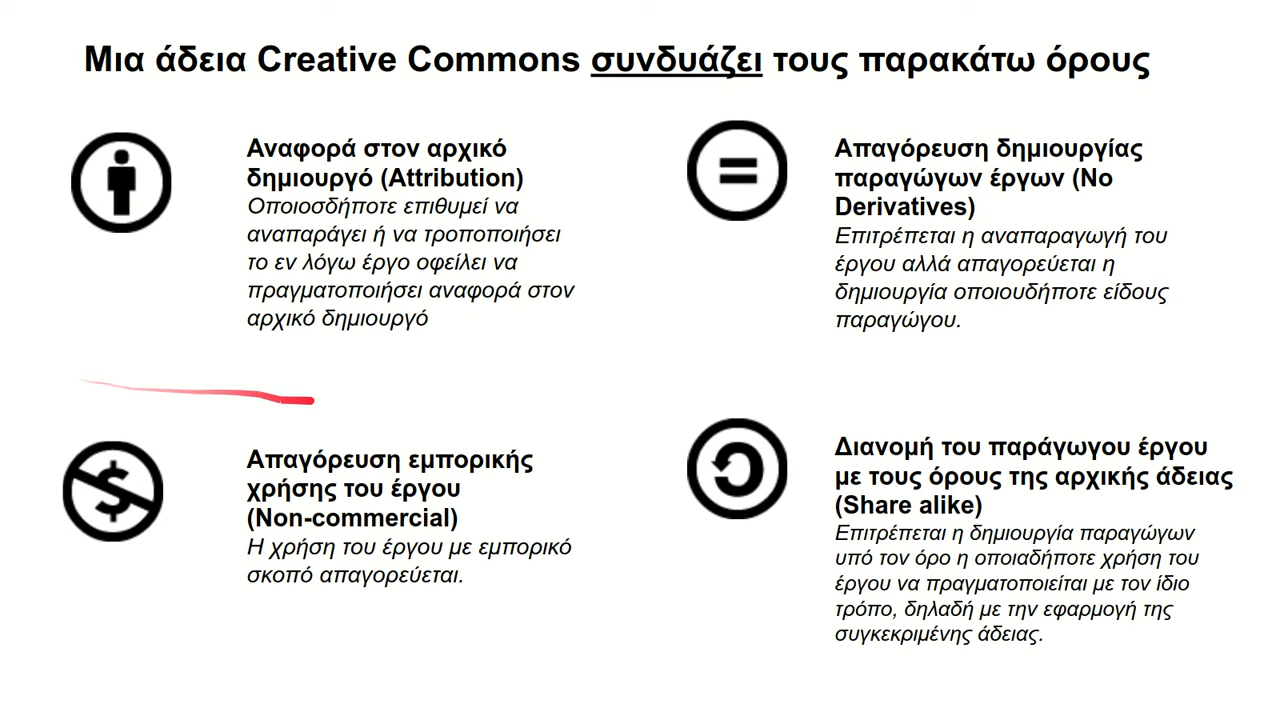 Μια άδεια Creative Commons συνδυάζει τους παρακάτω όρους
Αναφορά στον αρχικό
δημιουργό (Attribution)
Οποιοσδήποτε επιθυμεί να
αναπαράγει ή να τροποποιήσει
το εν λόγω έργο οφείλει να
πραγματοποιήσει αναφορά στον
αρχικό δημιουργό
Απαγόρευση δημιουργίας
παραγώγων έργων (No
Derivatives)
Επιτρέπεται η αναπαραγωγή του
έργου αλλά απαγορεύεται η
δημιουργία οποιουδήποτε είδους
παραγώγου.
Απαγόρευση εμπορικής
χρήσης του έργου
(Non-commercial)
Η χρήση του έργου με εμπορικό
σκοπό απαγορεύεται.
Διανομή του παράγωγου έργου
με τους όρους της αρχικής άδειας
(Share alike)
Επιτρέπεται η δημιουργία παραγώγων
υπό τον όρο η οποιαδήποτε χρήση του
έργου να πραγματοποιείται με τον ίδιο
τρόπο, δηλαδή με την εφαρμογή της
συγκεκριμένης άδειας.